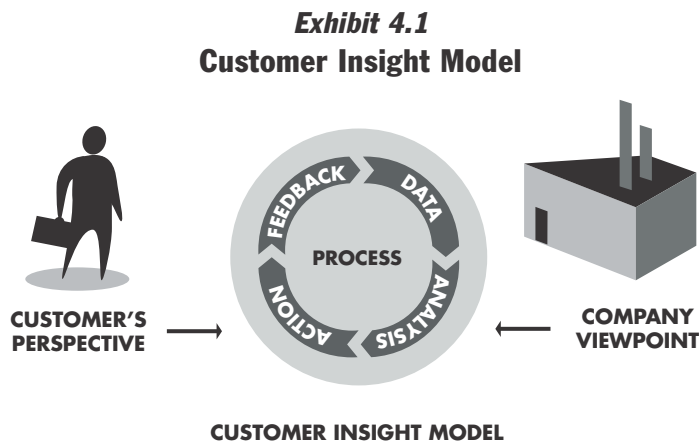 Exhibit 4.1
Customer Insight Model
FEEDBACK
DATA
PROCESS
ACTION
ANALYSIS
CUSTOMER'S
PERSPECTIVE
COMPANY
VIEWPOINT
CUSTOMER INSIGHT MODEL